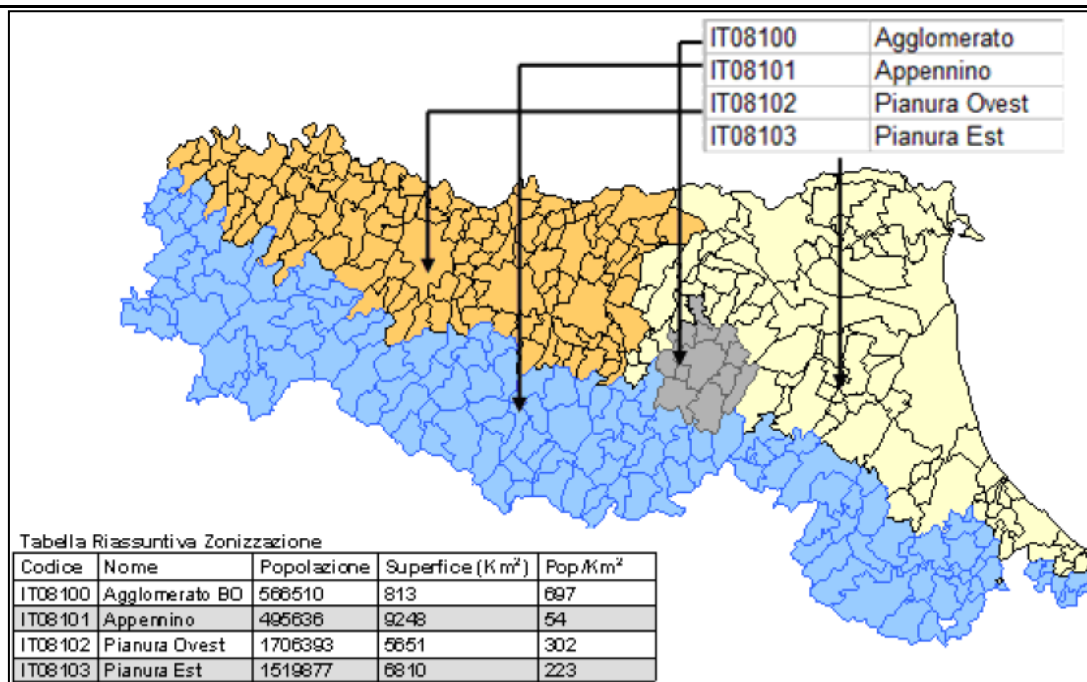 IT08100 Agglomerato
IT08101 Appennino
IT08102 Pianura Ovest
IT08103 Pianura Est
Tabella Riassuntiva Zonizzazione
Codice Nome Popolazione Superfice (Km²) Pop/Km²
IT08100 Agglomerato BO 566510 813 697
IT08101 Appennino 495636 9248 54
IT08102 Pianura Ovest 1706393 5651 302
IT08103 Pianura Est 1519877 6810 223